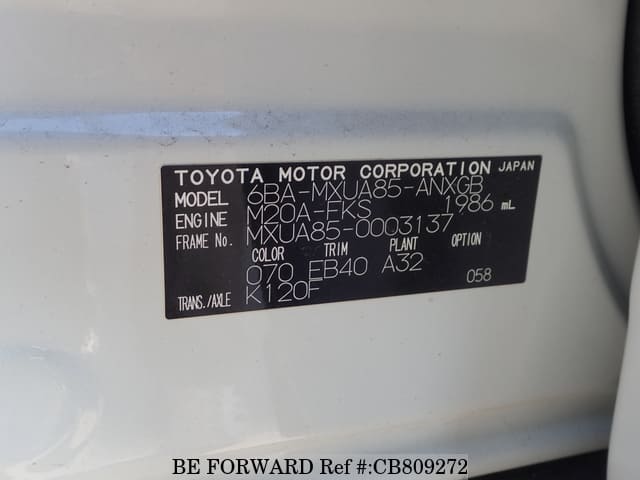 TOYOTA MOTOR CORPORATION JAPAN
MODEL 6BA-MXUA85-ANXGB
ENGINE M20A-FKS 1986 mL
FRAME No. MXUA85-0003137
COLOR TRIM PLANT OPTION
070 EB40 A32
TRANS./AXLE K120F 058
BE FORWARD Ref #:CB809272